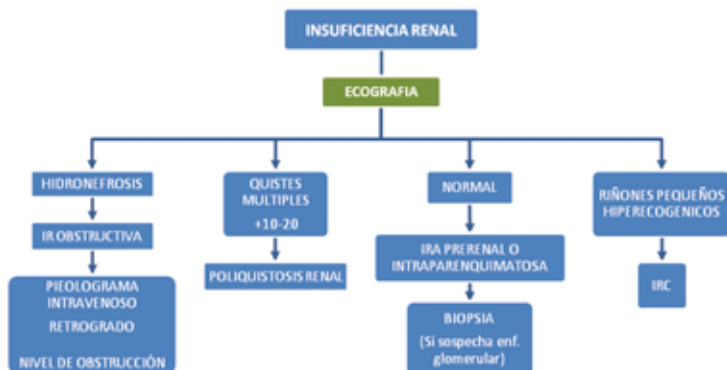 INSUFICIENCIA RENAL
ECOGRAFIA
HIDRONEFROSIS
IR OBSTRUCTIVA
PIEOLOGRAMA
INTRAVENOSO
RETROGRADO
NIVEL DE OBSTRUCCIÓN
QUISTES
MULTIPLES
+10-20
POLIQUISTOSIS RENAL
NORMAL
IRA PRERENAL O
INTRAPARENQUIMATOSA
BIOPSIA
(Si sospecha enf.
glomerular)
RIÑONES PEQUEÑOS
HIPERECOGENICOS
IRC